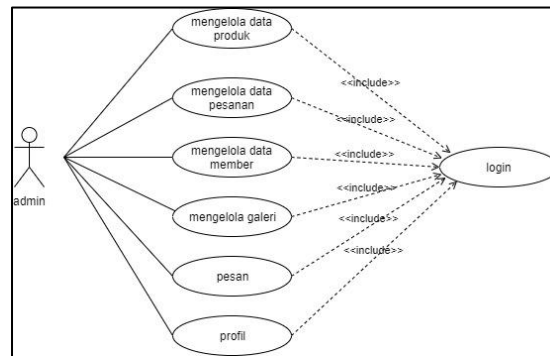 mengelola data
produk
<<include>>
mengelola data
pesanan
<<include>>
mengelola data
member
<<include>>
login
admin
mengelola galeri
<<include>>
pesan
<<include>>
profil